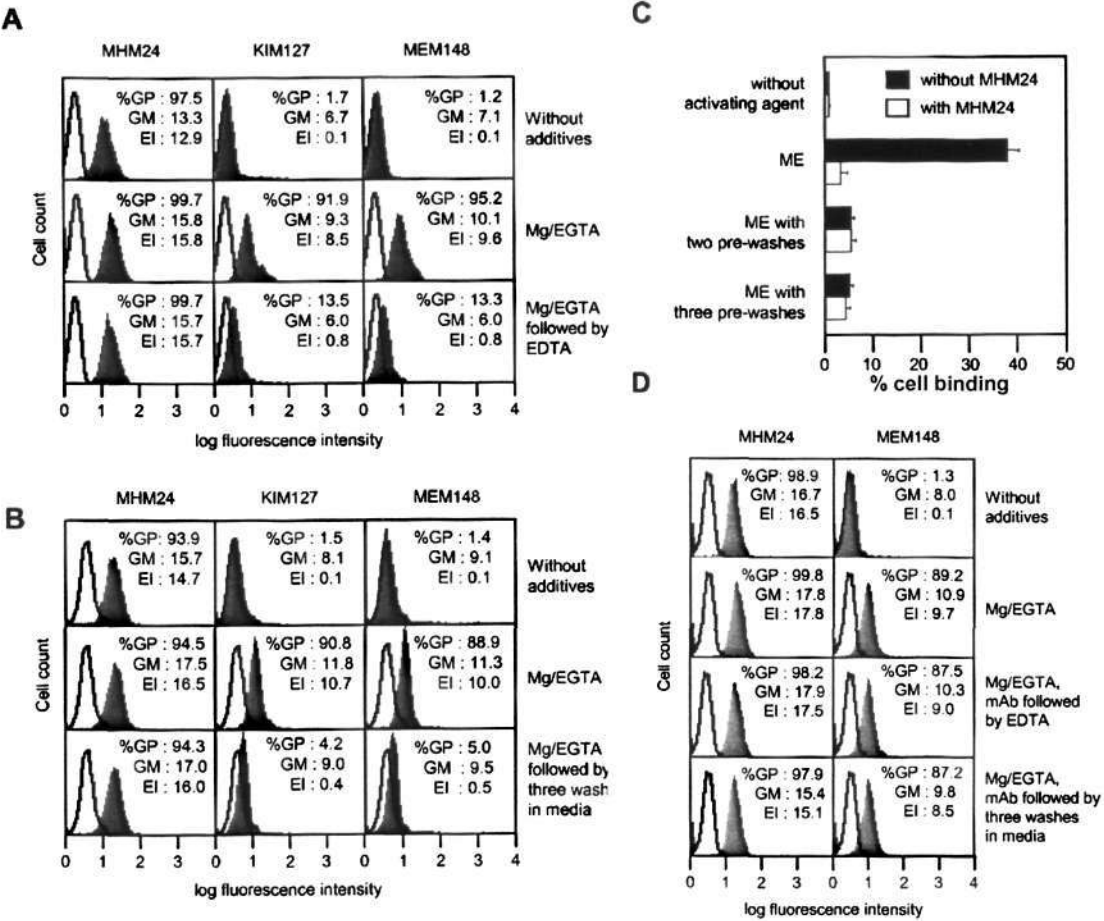 A
MHM24 KIM127 MEM148
%GP : 97.5 %GP : 1.7 %GP : 1.2
GM : 13.3 GM : 6.7 GM : 7.1
EI : 12.9 EI : 0.1 EI : 0.1
Without
additives
%GP : 99.7 %GP : 91.9 %GP : 95.2
GM : 15.8 GM : 9.3 GM : 10.1
EI : 15.8 EI : 8.5 EI : 9.6
Mg/EGTA
%GP : 99.7 %GP : 13.5 %GP : 13.3
GM : 15.7 GM : 6.0 GM : 6.0
EI : 15.7 EI : 0.8 EI : 0.8
Mg/EGTA
followed by
EDTA
Cell count
0 1 2 3 0 1 2 3 0 1 2 3 4
log fluorescence intensity
B
MHM24 KIM127 MEM148
%GP : 93.9 %GP : 1.5 %GP : 1.4
GM : 15.7 GM : 8.1 GM : 9.1
EI : 14.7 EI : 0.1 EI : 0.1
Without
additives
%GP : 94.5 %GP : 90.8 %GP : 88.9
GM : 17.5 GM : 11.8 GM : 11.3
EI : 16.5 EI : 10.7 EI : 10.0
Mg/EGTA
%GP : 94.3 %GP : 4.2 %GP : 5.0
GM : 17.0 GM : 9.0 GM : 9.5
EI : 16.0 EI : 0.4 EI : 0.5
Mg/EGTA
followed by
three wash
in media
Cell count
0 1 2 3 0 1 2 3 0 1 2 3 4
log fluorescence intensity
C
without
activating agent
ME
ME with
two pre-washes
ME with
three pre-washes
without MHM24
with MHM24
0 10 20 30 40 50
% cell binding
D
MHM24 MEM148
%GP: 98.9 %GP : 1.3
GM : 16.7 GM : 8.0
EI : 16.5 EI : 0.1
Without
additives
%GP : 99.8 %GP : 89.2
GM : 17.8 GM : 10.9
EI : 17.8 EI : 9.7
Mg/EGTA
%GP : 98.2 %GP : 87.5
GM : 17.9 GM : 10.3
EI : 17.5 EI : 9.0
Mg/EGTA,
mAb followed
by EDTA
%GP : 97.9 %GP : 87.2
GM : 15.4 GM : 9.8
EI : 15.1 EI : 8.5
Mg/EGTA,
mAb followed by
three washes
in media
Cell count
0 1 2 3 0 1 2 3 4
log fluorescence intensity